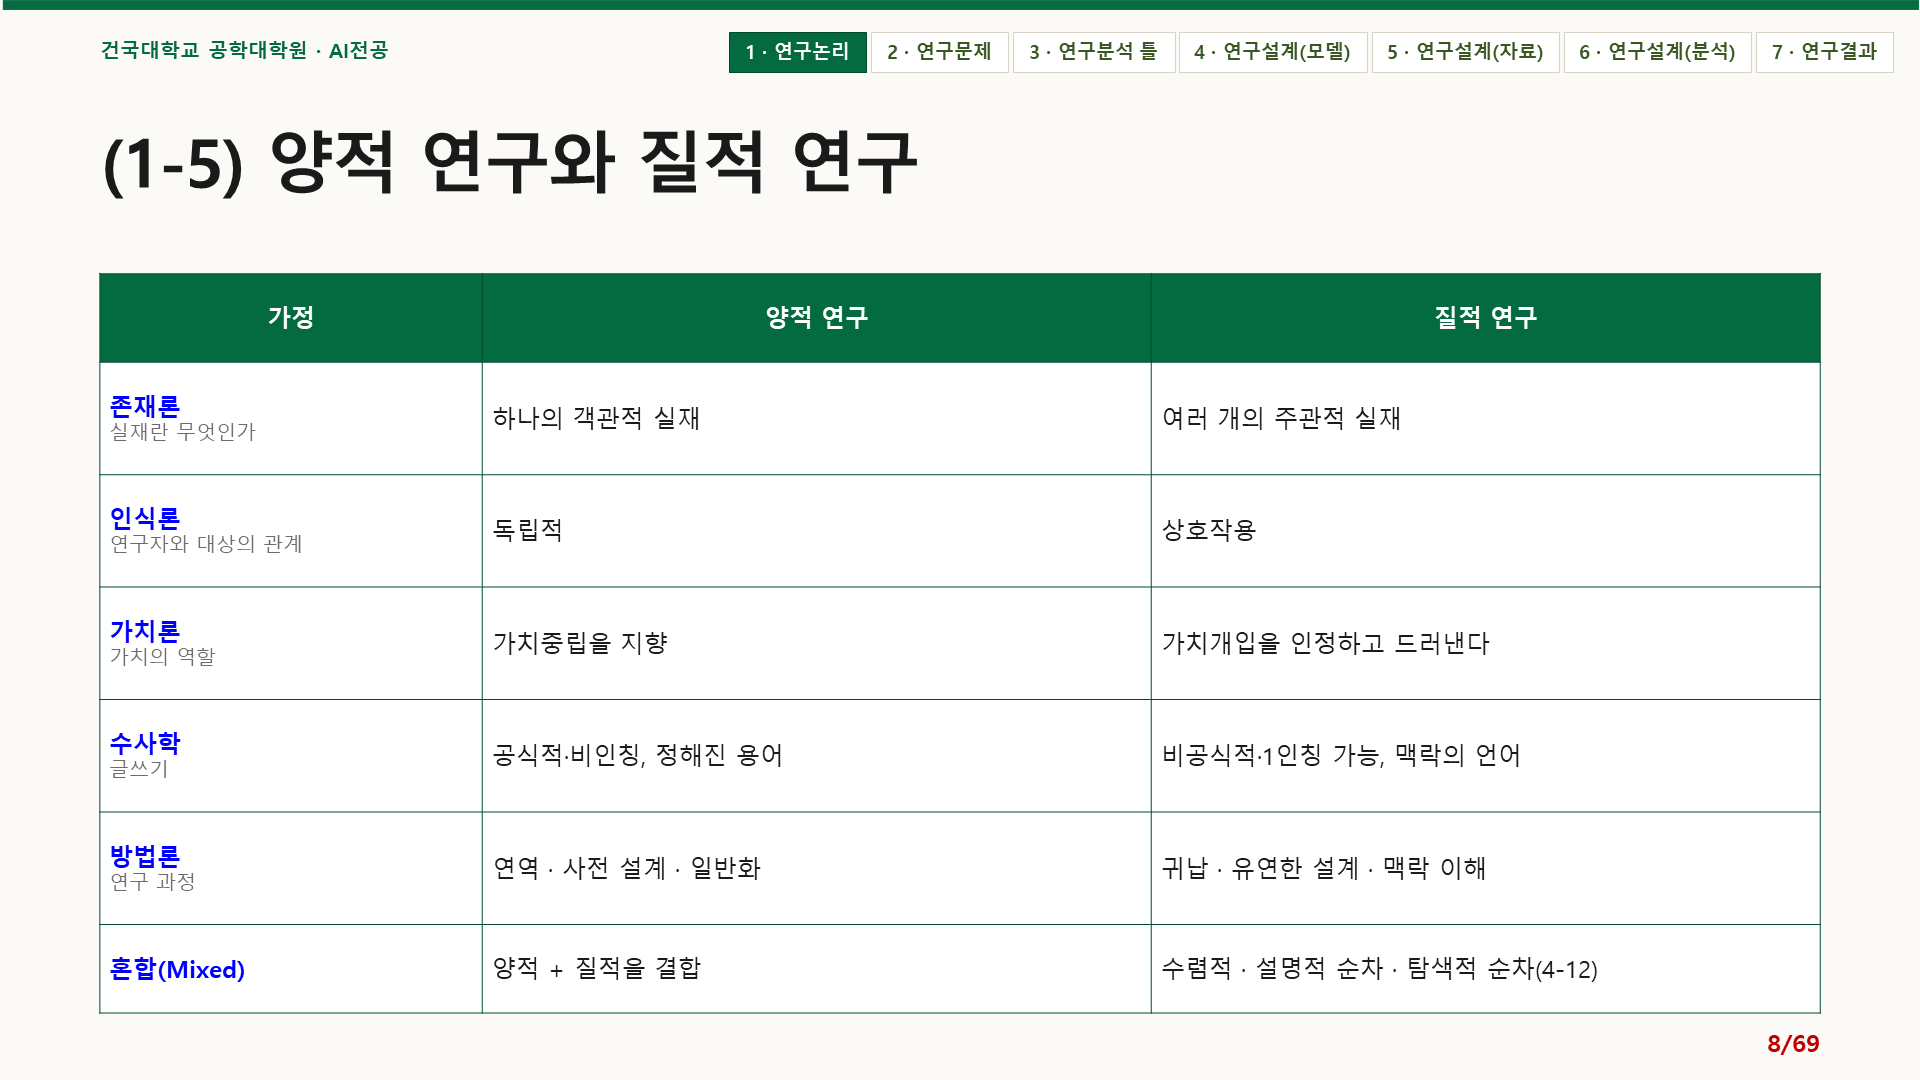 건국대학교 공학대학원 · AI전공
1 · 연구논리
2 · 연구문제
3 · 연구분석 틀
4 · 연구설계(모델)
5 · 연구설계(자료)
6 · 연구설계(분석)
7 · 연구결과
(1-5) 양적 연구와 질적 연구
가정
양적 연구
질적 연구
존재론
실재란 무엇인가
하나의 객관적 실재
여러 개의 주관적 실재
인식론
연구자와 대상의 관계
독립적
상호작용
가치론
가치의 역할
가치중립을 지향
가치개입을 인정하고 드러낸다
수사학
글쓰기
공식적·비인칭, 정해진 용어
비공식적·1인칭 가능, 맥락의 언어
방법론
연구 과정
연역 · 사전 설계 · 일반화
귀납 · 유연한 설계 · 맥락 이해
혼합(Mixed)
양적 + 질적을 결합
수렴적 · 설명적 순차 · 탐색적 순차(4-12)
8/69